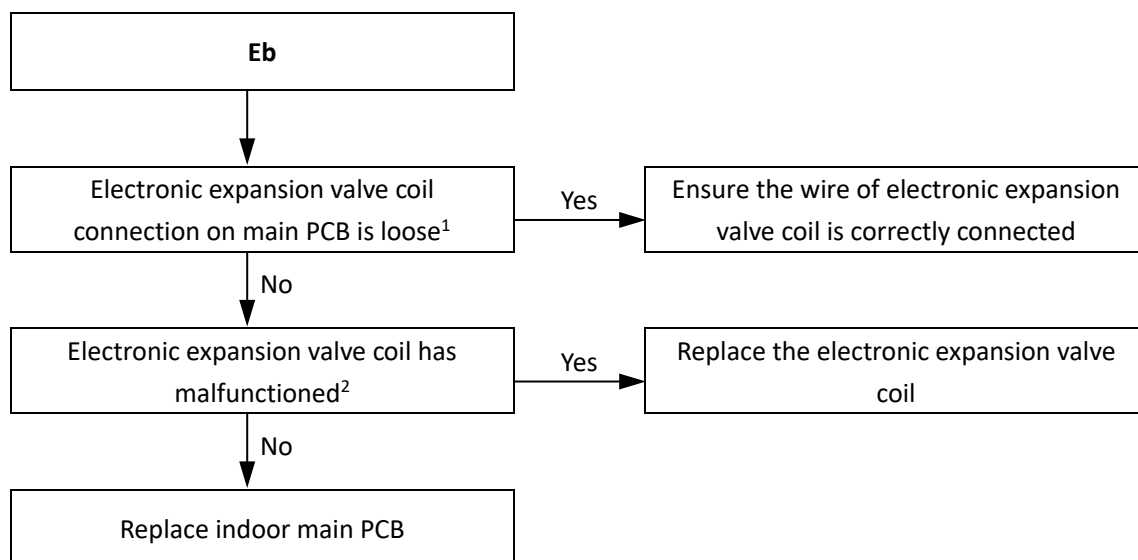 Eb
Electronic expansion valve coil
connection on main PCB is loose¹
Yes
Ensure the wire of electronic expansion
valve coil is correctly connected
No
Electronic expansion valve coil has
malfunctioned²
Yes
Replace the electronic expansion valve
coil
No
Replace indoor main PCB